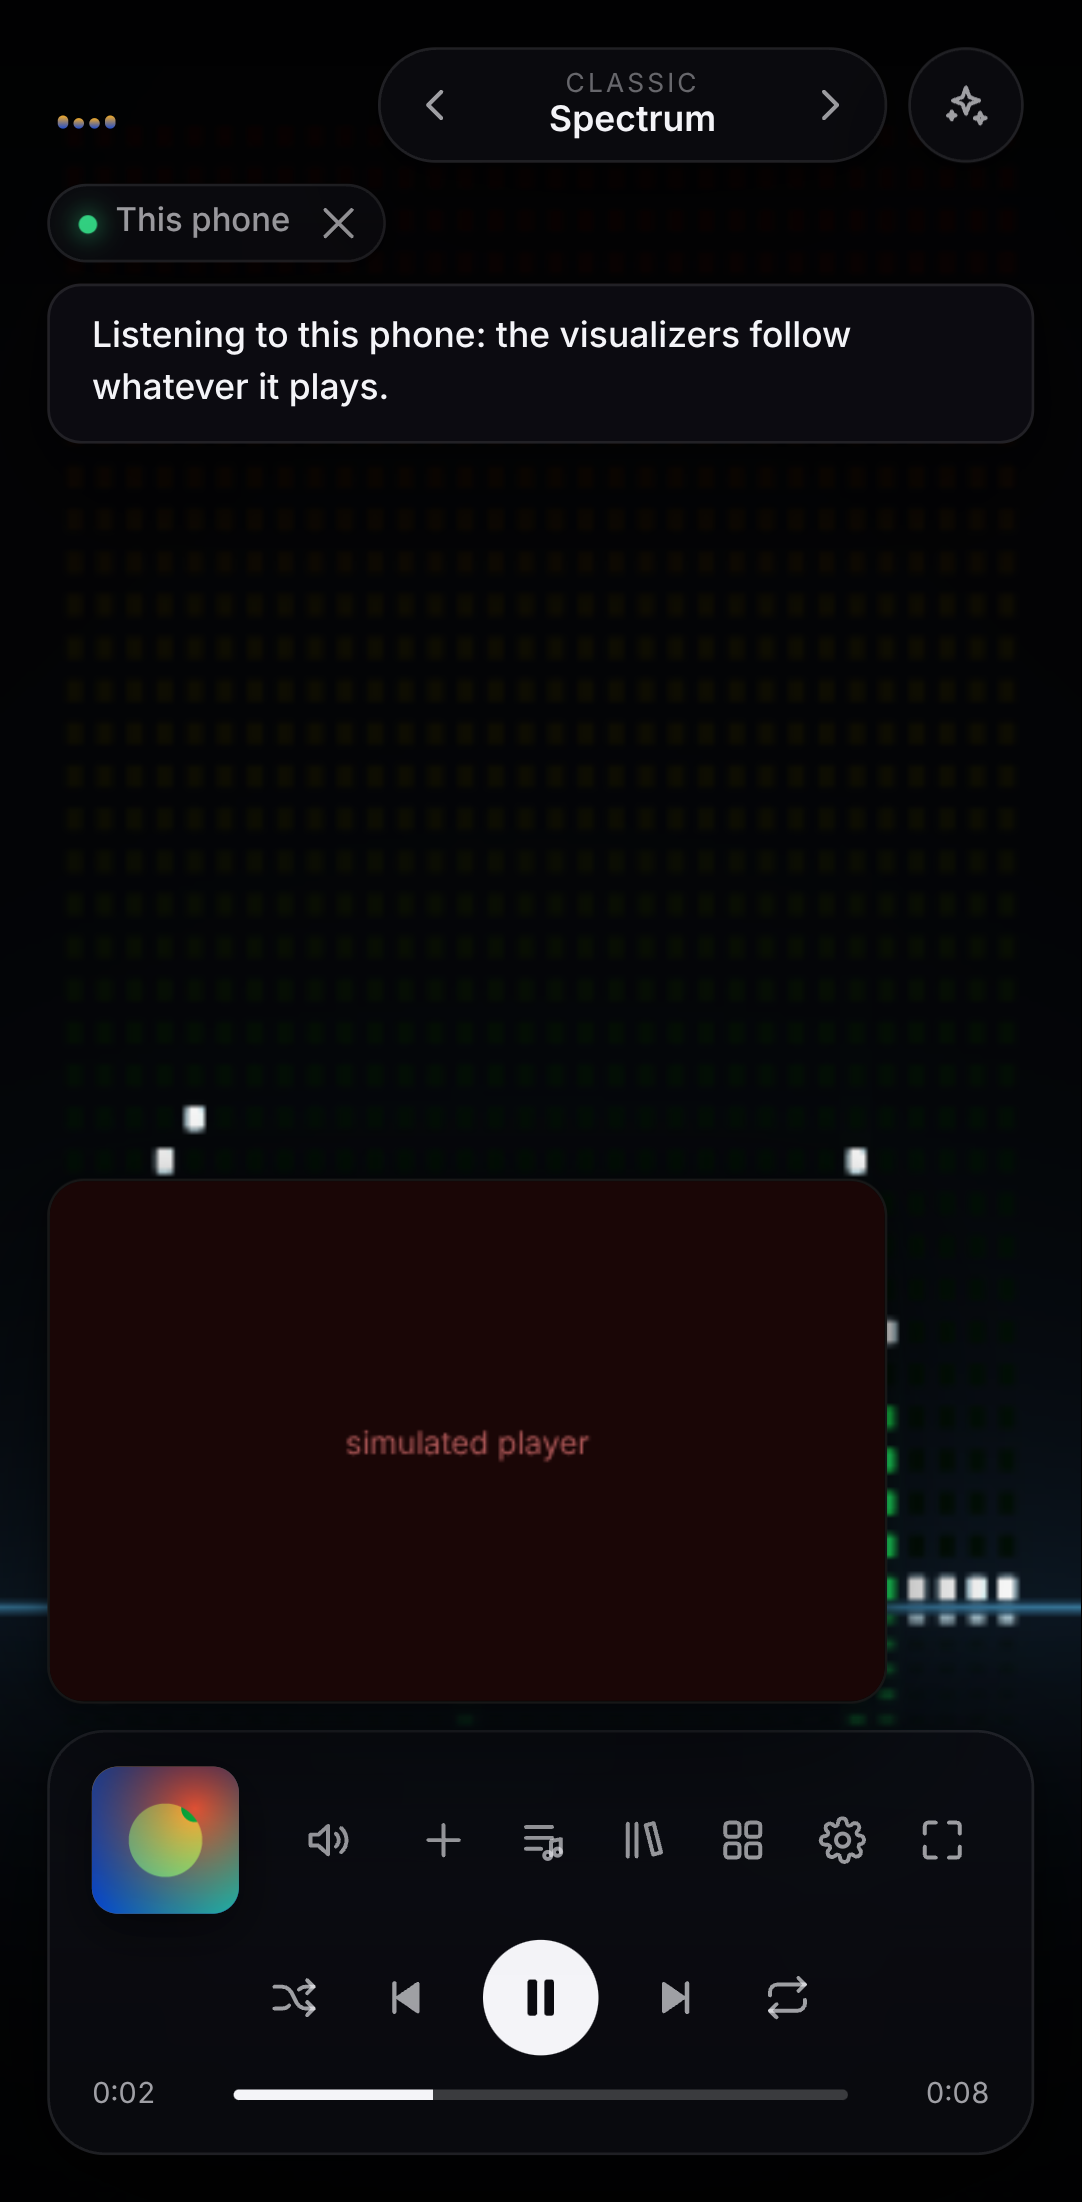 CLASSIC
Spectrum
This phone
Listening to this phone: the visualizers follow
whatever it plays.
simulated player
0:02
0:08